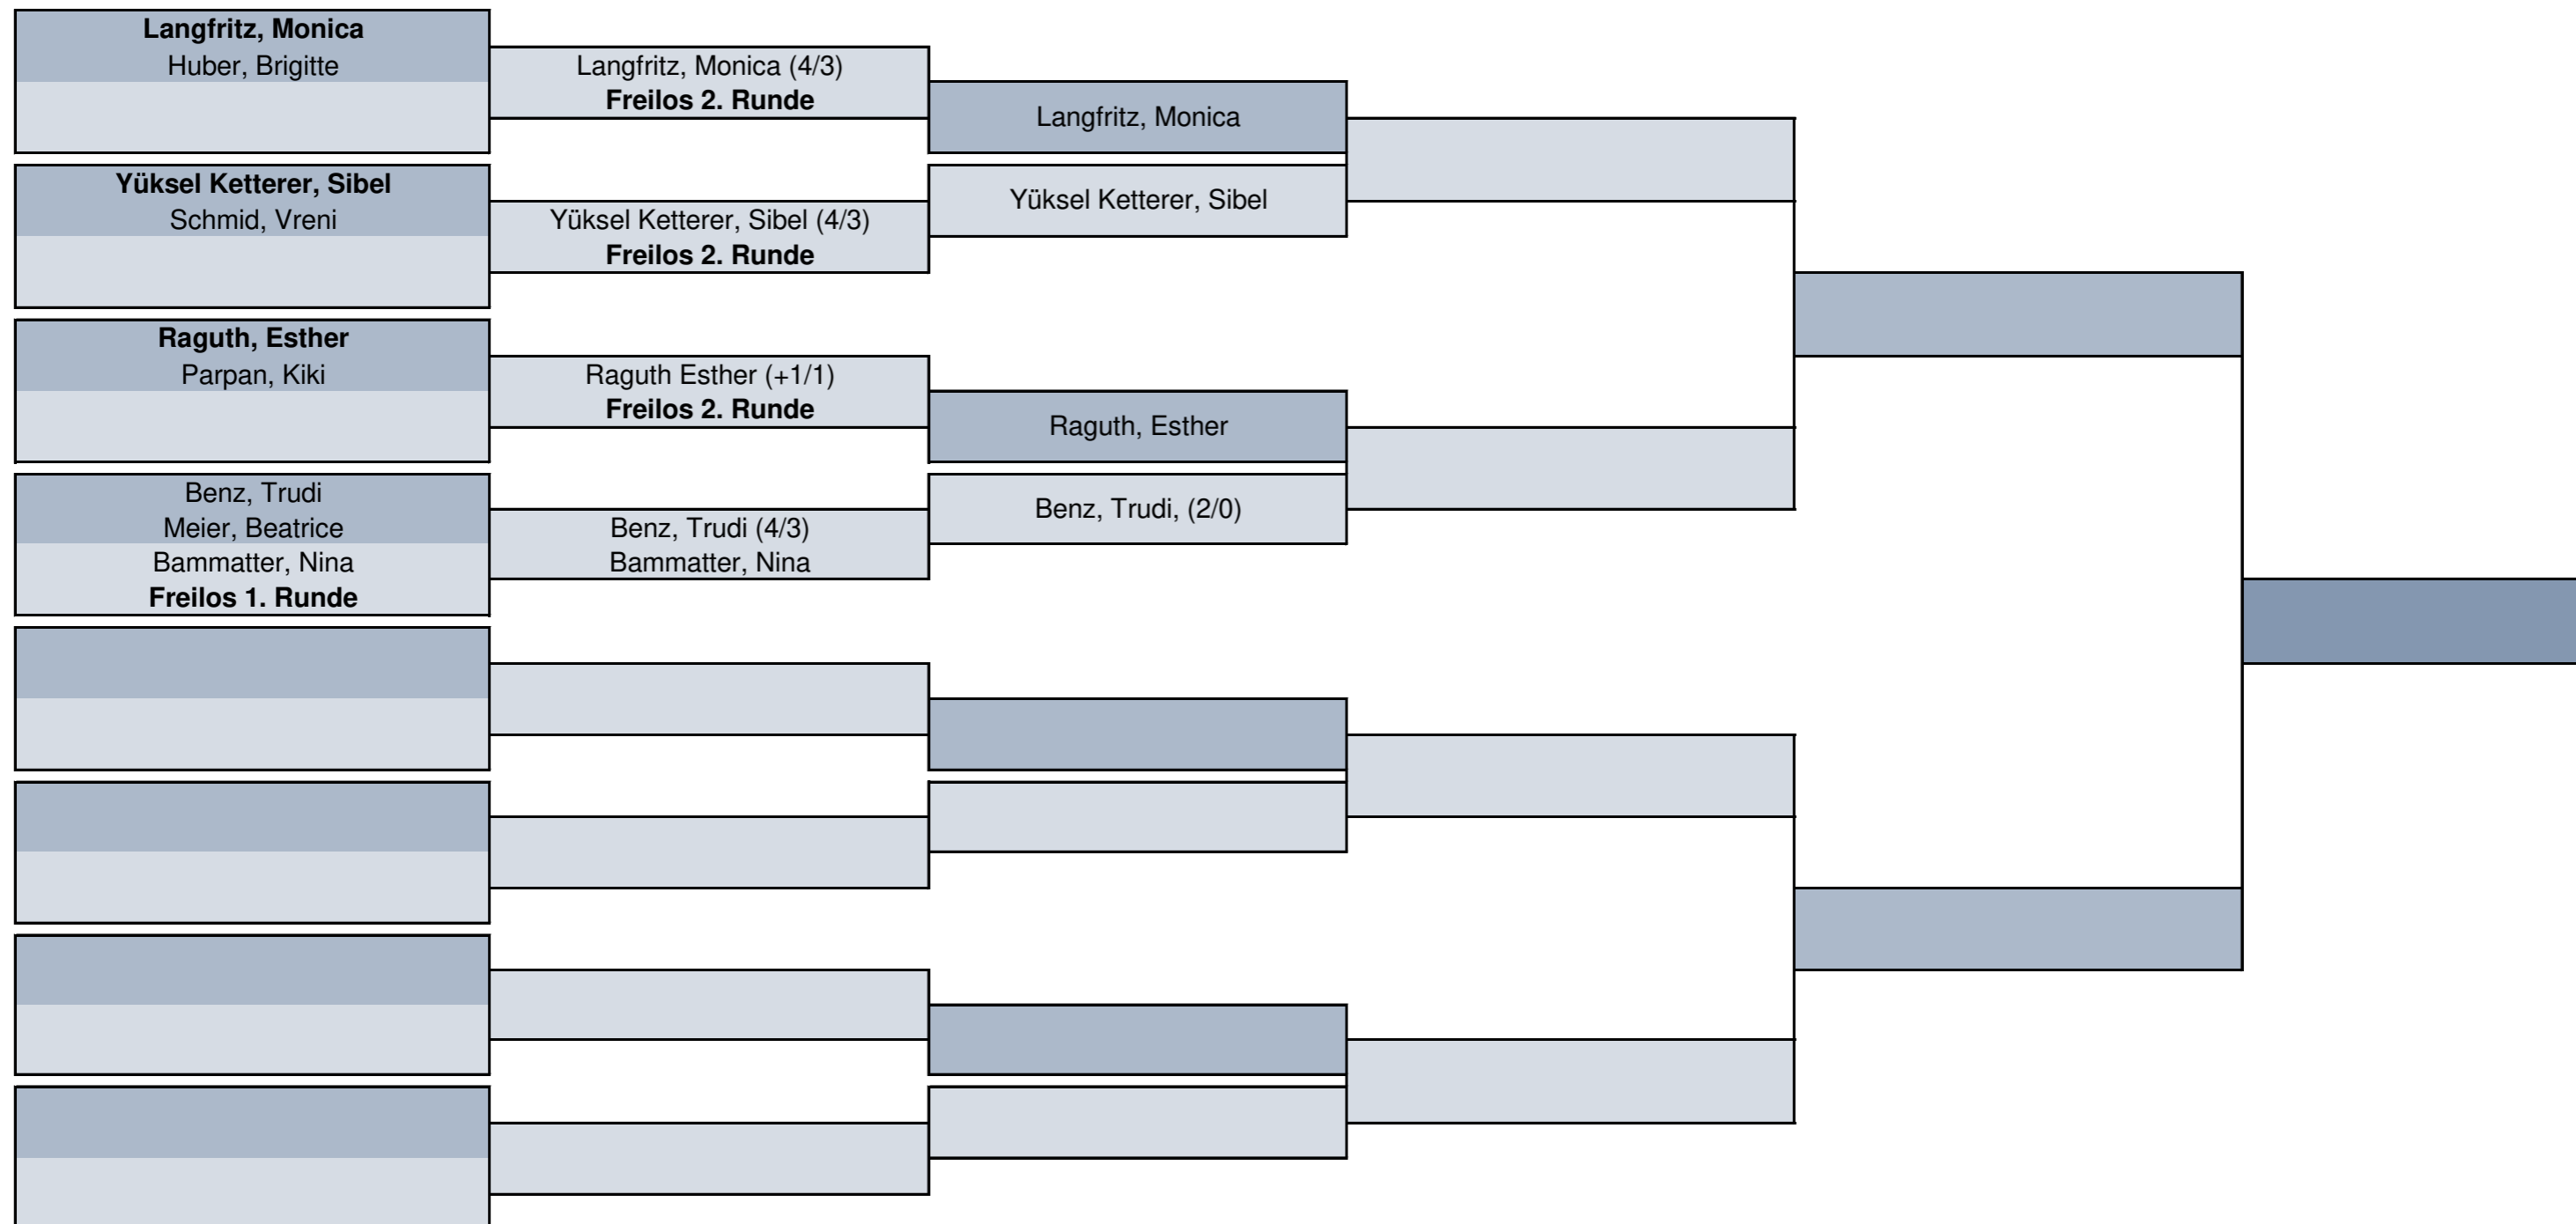 Langfritz, Monica
Huber, Brigitte
Yüksel Ketterer, Sibel
Schmid, Vreni
Raguth, Esther
Parpan, Kiki
Benz, Trudi
Meier, Beatrice
Bammatter, Nina
Freilos 1. Runde
Langfritz, Monica (4/3)
Freilos 2. Runde
Yüksel Ketterer, Sibel (4/3)
Freilos 2. Runde
Raguth Esther (+1/1)
Freilos 2. Runde
Benz, Trudi (4/3)
Bammatter, Nina
Langfritz, Monica
Yüksel Ketterer, Sibel
Raguth, Esther
Benz, Trudi, (2/0)